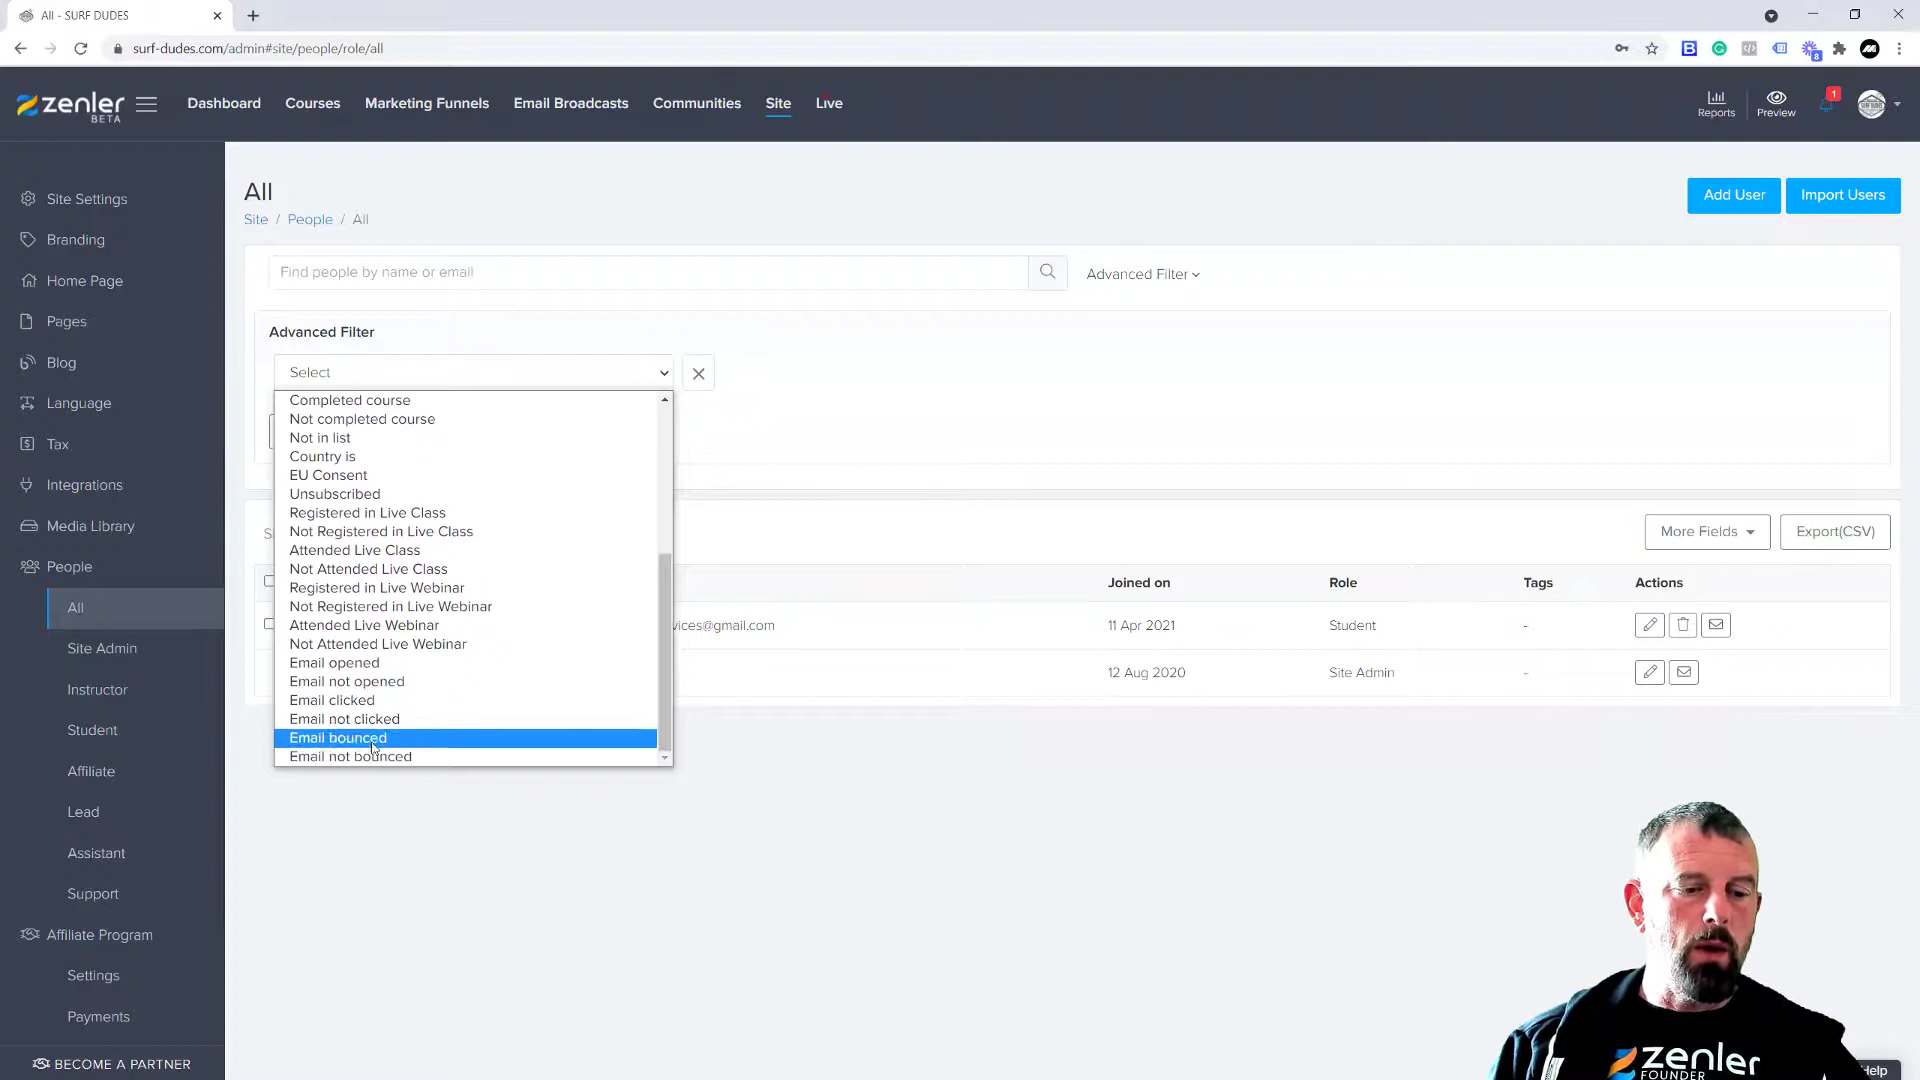 All - SURF DUDES
surf-dudes.com/admin#site/people/role/all
8
zenler
BETA
Dashboard
Courses
Marketing Funnels
Email Broadcasts
Communities
Site
Live
Reports
Preview
1
Site Settings
Branding
Home Page
Pages
Blog
Language
Tax
Integrations
Media Library
People
All
Site Admin
Instructor
Student
Affiliate
Lead
Assistant
Support
Affiliate Program
Settings
Payments
BECOME A PARTNER
All
Site / People / All
Add User
Import Users
Find people by name or email
Advanced Filter
Advanced Filter
Select
Completed course
Not completed course
Not in list
Country is
EU Consent
Unsubscribed
Registered in Live Class
Not Registered in Live Class
Attended Live Class
Not Attended Live Class
Registered in Live Webinar
Not Registered in Live Webinar
Attended Live Webinar
Not Attended Live Webinar
Email opened
Email not opened
Email clicked
Email not clicked
Email bounced
Email not bounced
More Fields
Export(CSV)
Joined on Role Tags Actions
vices@gmail.com 11 Apr 2021 Student -
12 Aug 2020 Site Admin -
zenler
FOUNDER
Help